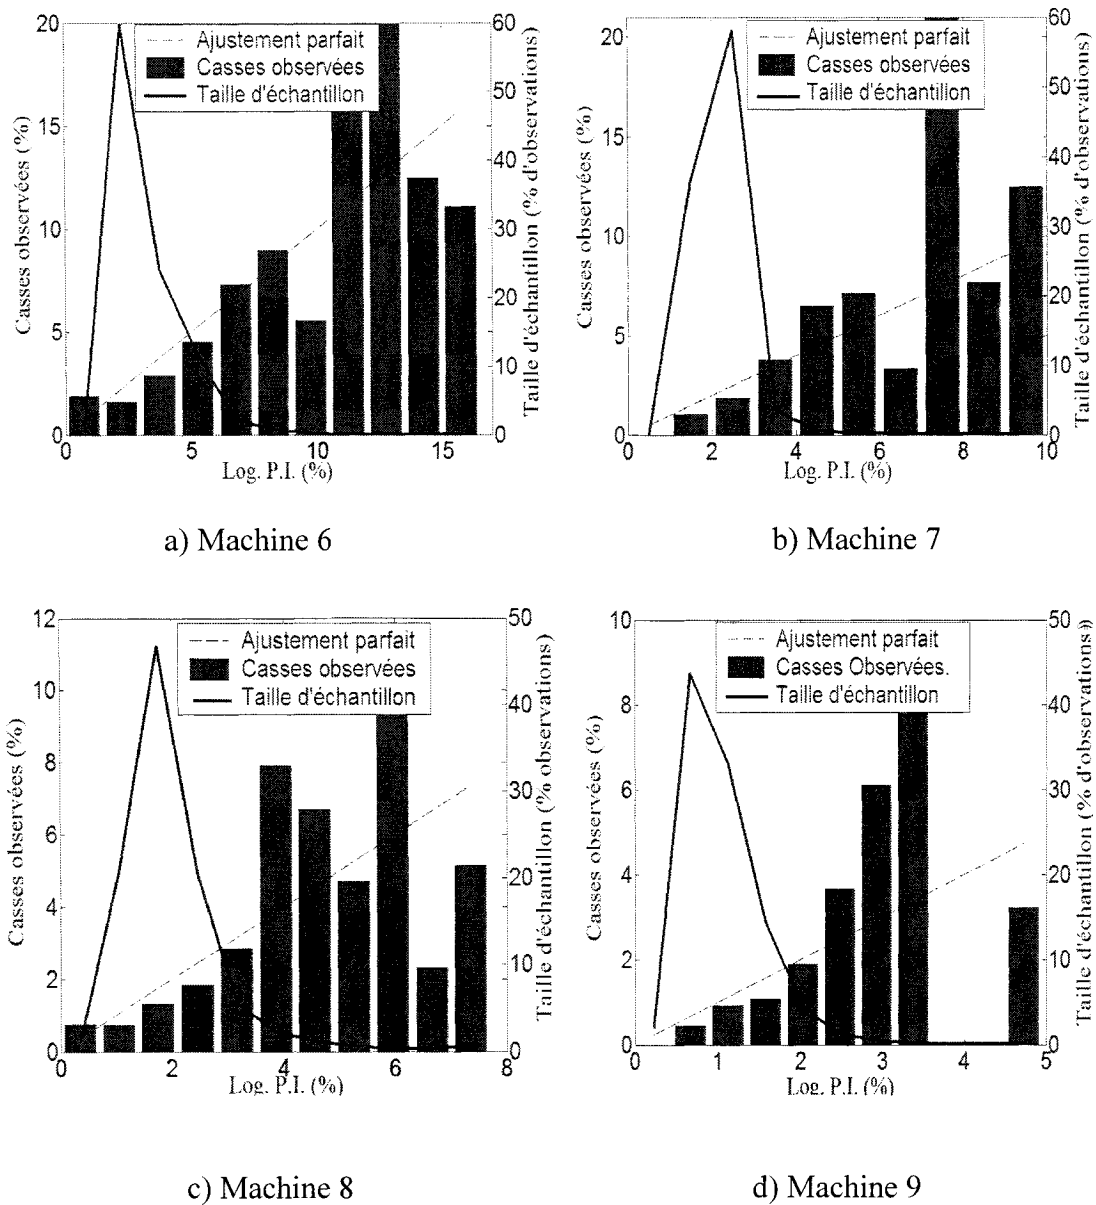 Ajustement parfait
Casses observées
Taille d'échantillon
Casses observées (%)
20
15
10
5
0
0
5
10
15
Log. P.I. (%)
60
50
40
30
20
10
0
Taille d'échantillon (% d'observations)
a) Machine 6
Ajustement parfait
Casses observées
Taille d'échantillon
Casses observées (%)
20
15
10
5
0
0
2
4
6
8
10
Log. P.I. (%)
60
50
40
30
20
10
0
Taille d'échantillon (% d'observations)
b) Machine 7
Ajustement parfait
Casses observées
Taille d'échantillon
Casses observées (%)
12
10
8
6
4
2
0
0
2
4
6
8
Log. P.I. (%)
50
40
30
20
10
0
Taille d'échantillon (% observations)
c) Machine 8
Ajustement parfait
Casses Observées.
Taille d'échantillon
Casses observées (%)
10
8
6
4
2
0
0
1
2
3
4
5
Log. P.I. (%)
50
40
30
20
10
0
Taille d'échantillon (% d'observations))
d) Machine 9